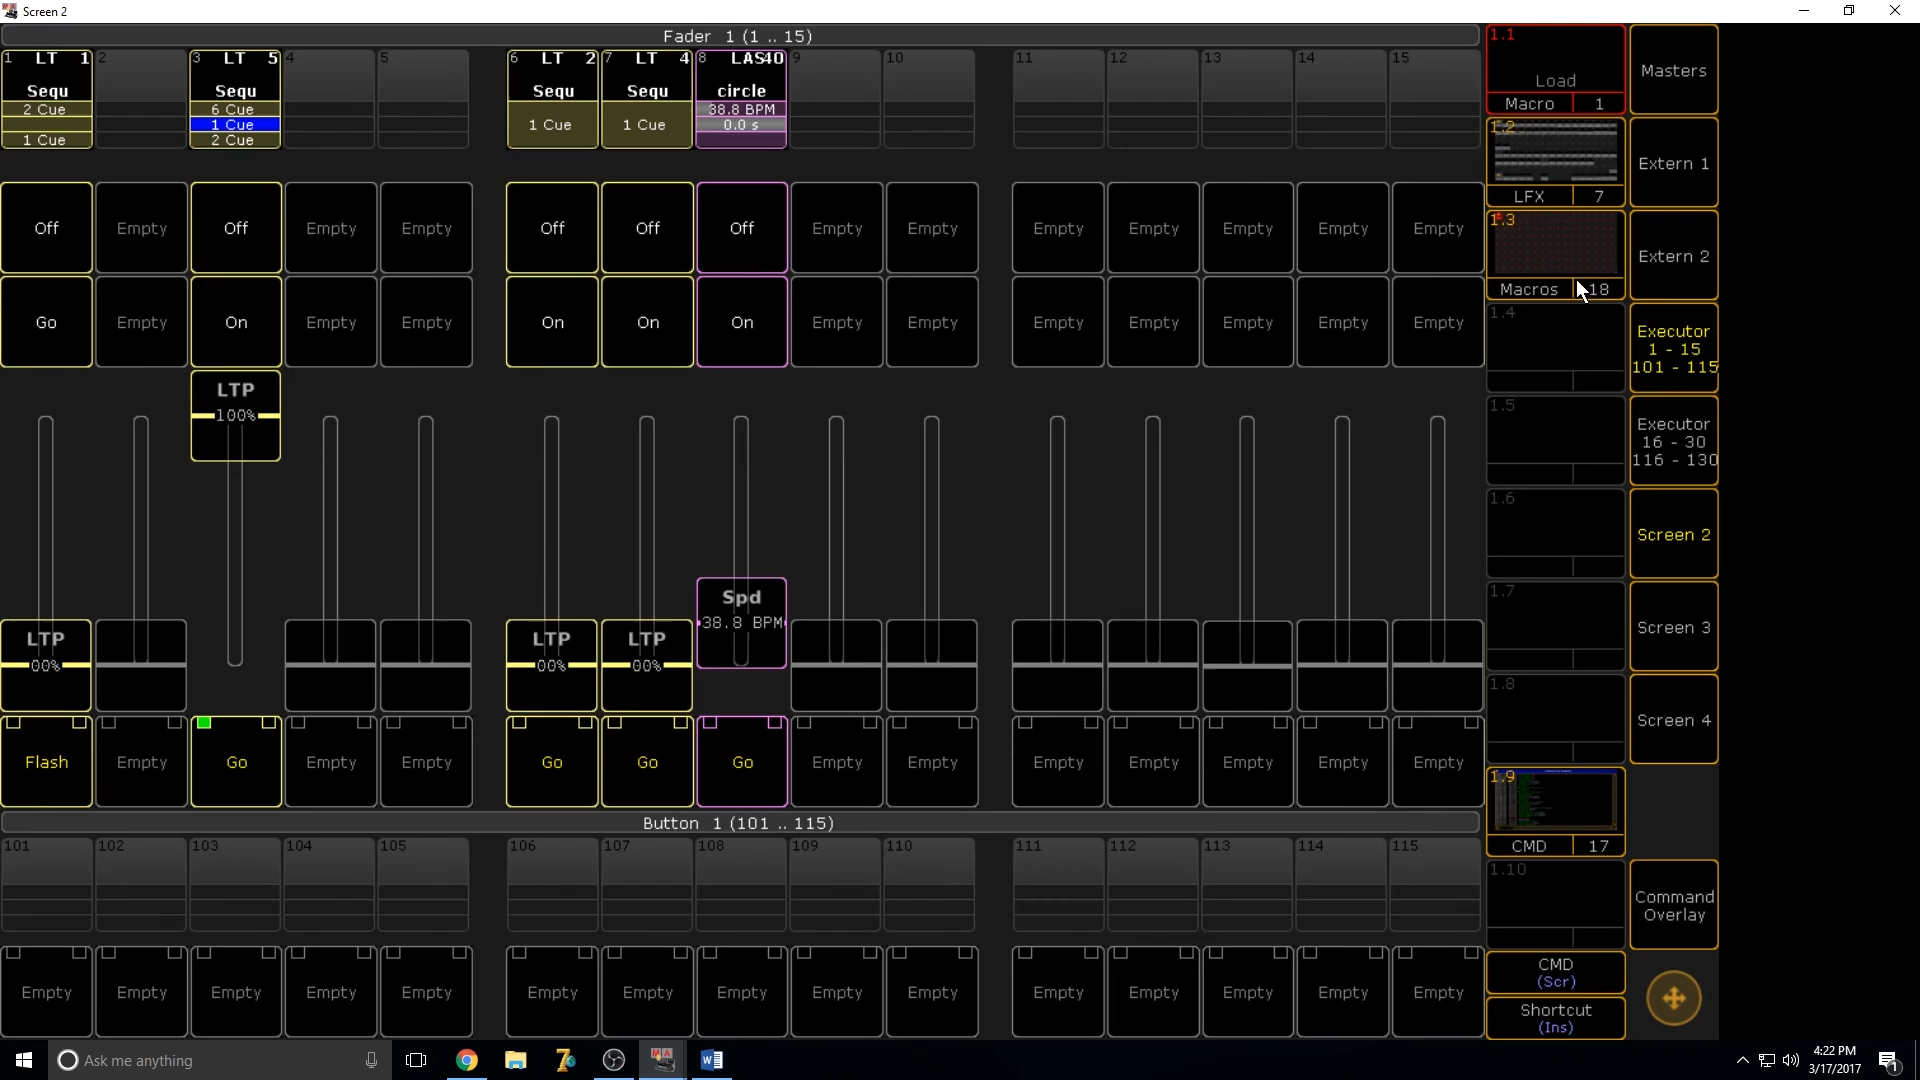 Screen 2
Fader 1 (1 .. 15)
1 LT 1 2 3 LT 5 4 5 6 LT 2 7 LT 4 8 9 10 11 12 13 14 15
Sequ Sequ Sequ Sequ circle
2 Cue 6 Cue 38.8 BPM
1 Cue 1 Cue 1 Cue 0.0 s
1 Cue 2 Cue
Off Empty Off Empty Empty Off Off Off Empty Empty Empty Empty Empty Empty Empty
Go Empty On Empty Empty On On On Empty Empty Empty Empty Empty Empty Empty
LTP
100%
Spd
38.8 BPM
LTP LTP LTP
00% 00% 00%
Flash Empty Go Empty Empty Go Go Go Empty Empty Empty Empty Empty Empty Empty
Button 1 (101 .. 115)
101 102 103 104 105 106 107 108 109 110 111 112 113 114 115
Empty Empty Empty Empty Empty Empty Empty Empty Empty Empty Empty Empty Empty Empty Empty
1.1
Load
Macro 1
1.2
LFX 7
1.3
Macros 18
1.4
1.5
1.6
1.7
1.8
1.9
CMD 17
1.10
CMD
(Scr)
Shortcut
(Ins)
Masters
Extern 1
Extern 2
Executor
1 - 15
101 - 115
Executor
16 - 30
116 - 130
Screen 2
Screen 3
Screen 4
Command
Overlay
Ask me anything
4:22 PM
3/17/2017
1